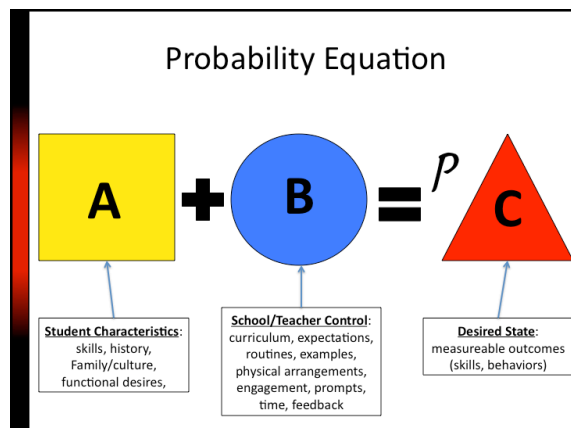 Probability Equation
A + B = p C
Student Characteristics:
skills, history,
Family/culture,
functional desires,
School/Teacher Control:
curriculum, expectations,
routines, examples,
physical arrangements,
engagement, prompts,
time, feedback
Desired State:
measureable outcomes
(skills, behaviors)